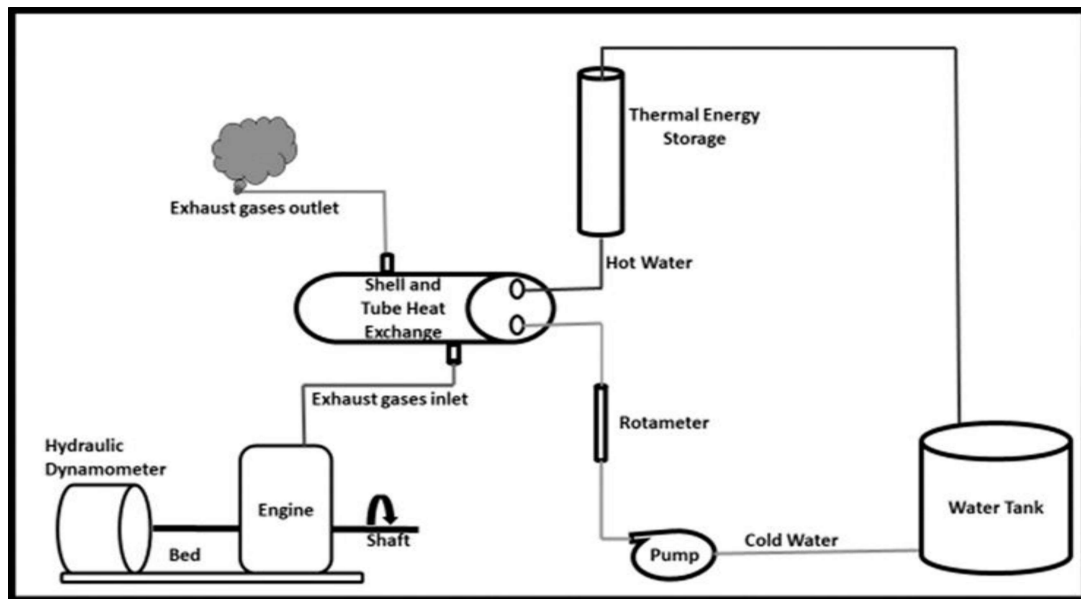 Thermal Energy
Storage
Exhaust gases outlet
Hot Water
Shell and
Tube Heat
Exchange
Exhaust gases inlet
Rotameter
Hydraulic
Dynamometer
Engine
Water Tank
Shaft
Cold Water
Bed
Pump